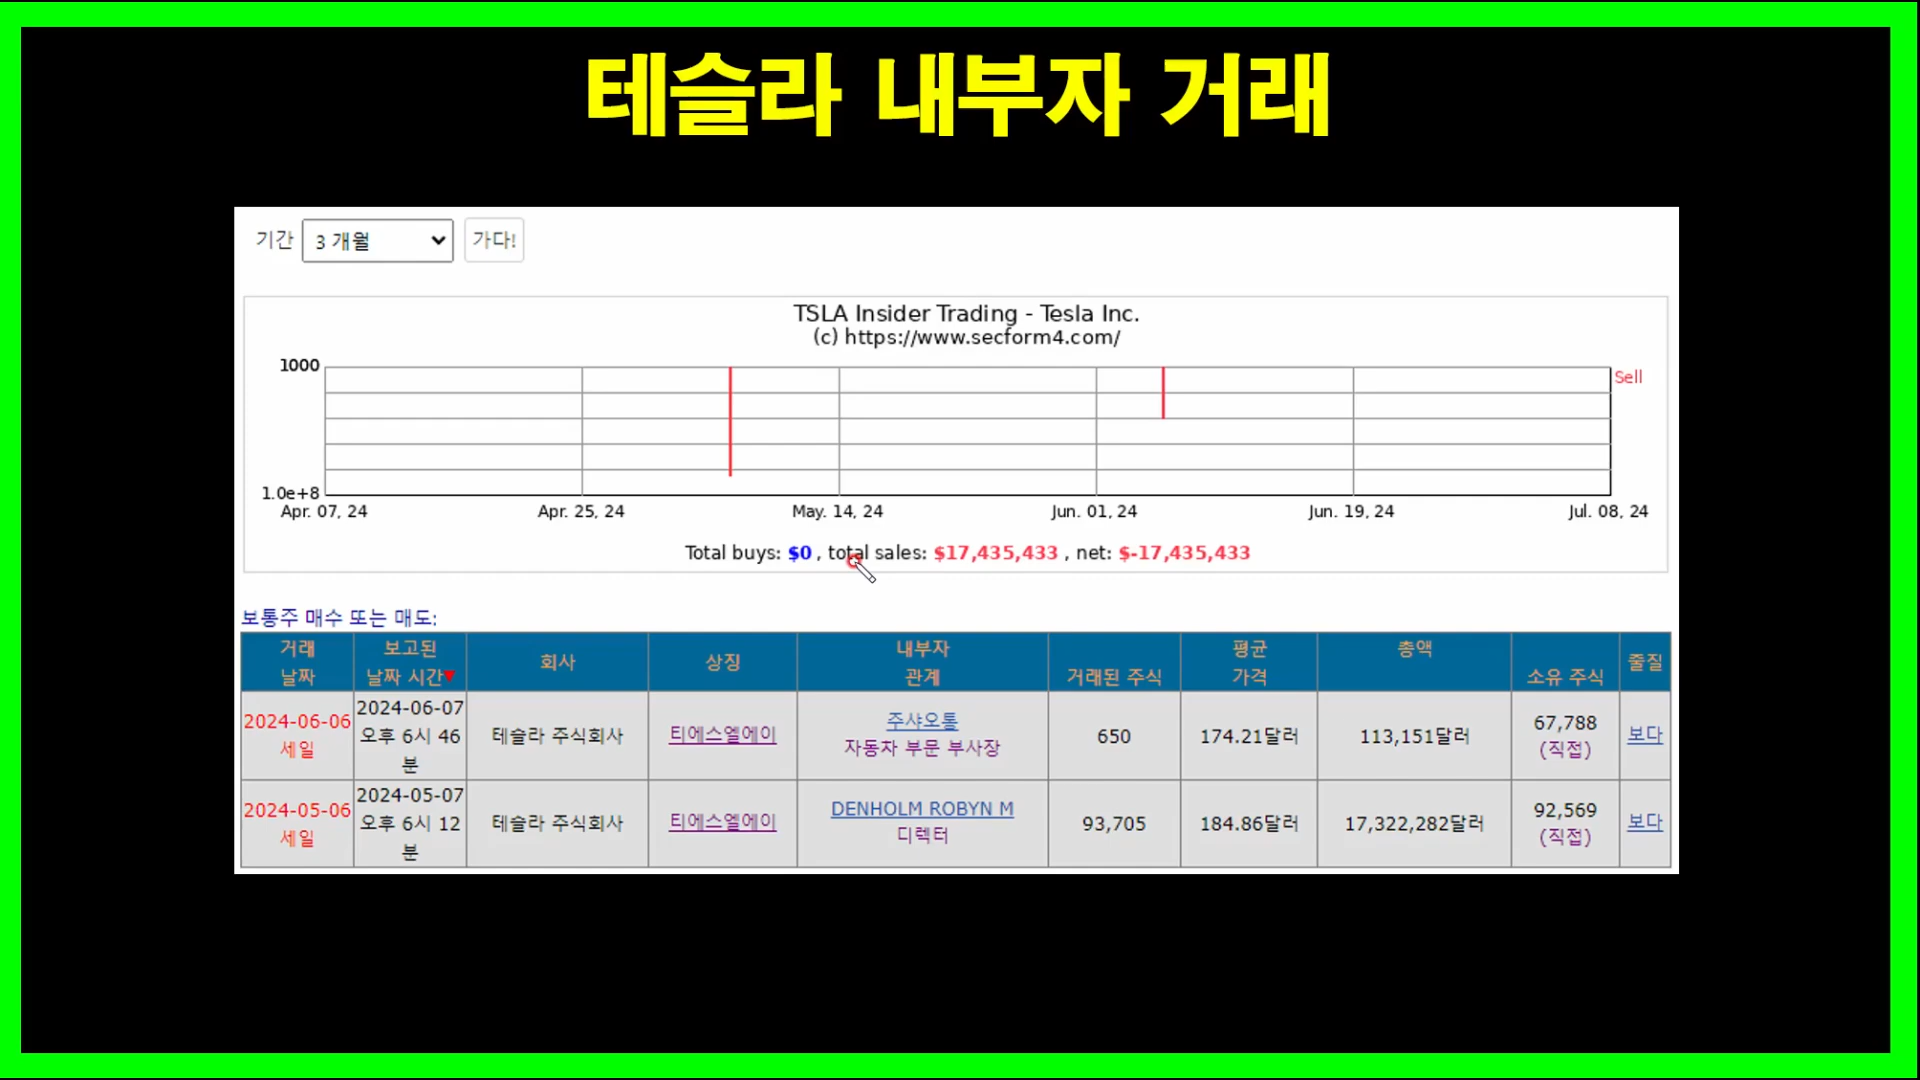 테슬라 내부자 거래
기간 3 개월 가다!
TSLA Insider Trading - Tesla Inc.
(c) https://www.secform4.com/
1000
Sell
1.0e+8
Apr. 07, 24 Apr. 25, 24 May. 14, 24 Jun. 01, 24 Jun. 19, 24 Jul. 08, 24
Total buys: $0 , total sales: $17,435,433 , net: $-17,435,433
보통주 매수 또는 매도:
거래 날짜 보고된 날짜 시간▼ 회사 상징 내부자 관계 거래된 주식 평균 가격 총액 소유 주식 줄질
2024-06-06 세일 2024-06-07 오후 6시 46 분 테슬라 주식회사 티에스엘에이 주샤오통 자동차 부문 부사장 650 174.21달러 113,151달러 67,788 (직접) 보다
2024-05-06 세일 2024-05-07 오후 6시 12 분 테슬라 주식회사 티에스엘에이 DENHOLM ROBYN M 디렉터 93,705 184.86달러 17,322,282달러 92,569 (직접) 보다